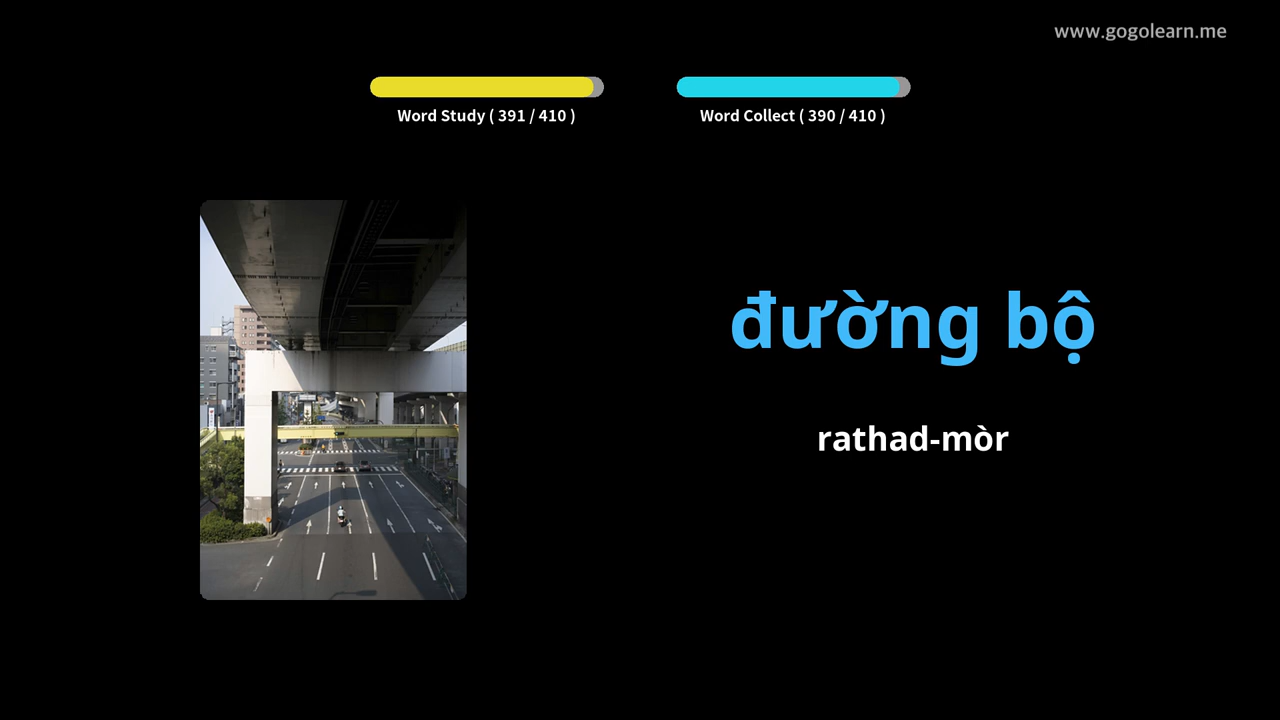 www.gogolearn.me
Word Study ( 391 / 410 )
Word Collect ( 390 / 410 )
đường bộ
rathad-mòr